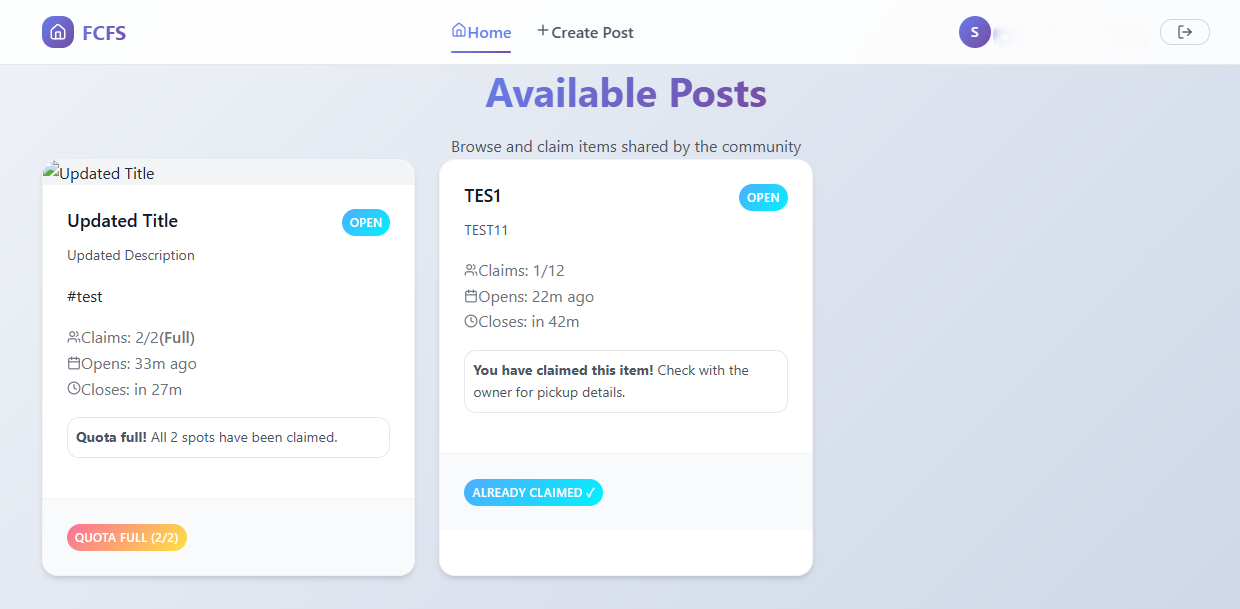 FCFS
Home
Create Post
S
Available Posts
Browse and claim items shared by the community
Updated Title
Updated Title
OPEN
Updated Description
#test
Claims: 2/2(Full)
Opens: 33m ago
Closes: in 27m
Quota full! All 2 spots have been claimed.
QUOTA FULL (2/2)
TES1
OPEN
TEST11
Claims: 1/12
Opens: 22m ago
Closes: in 42m
You have claimed this item! Check with the
owner for pickup details.
ALREADY CLAIMED ✓